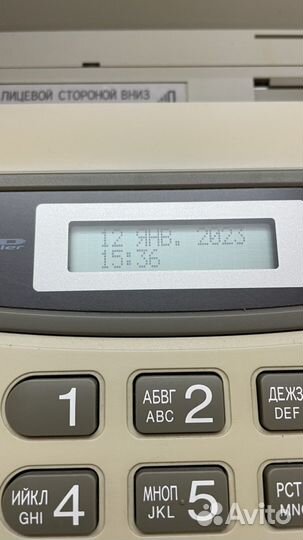 ЛИЦЕВОЙ СТОРОНОЙ ВНИЗ
12 ЯНВ. 2023
15:36
1
АБВГ
ABC 2
ДЕЖЗ
DEF
ИЙКЛ
GHI 4
МНОП
JKL 5
РСТ
Avito